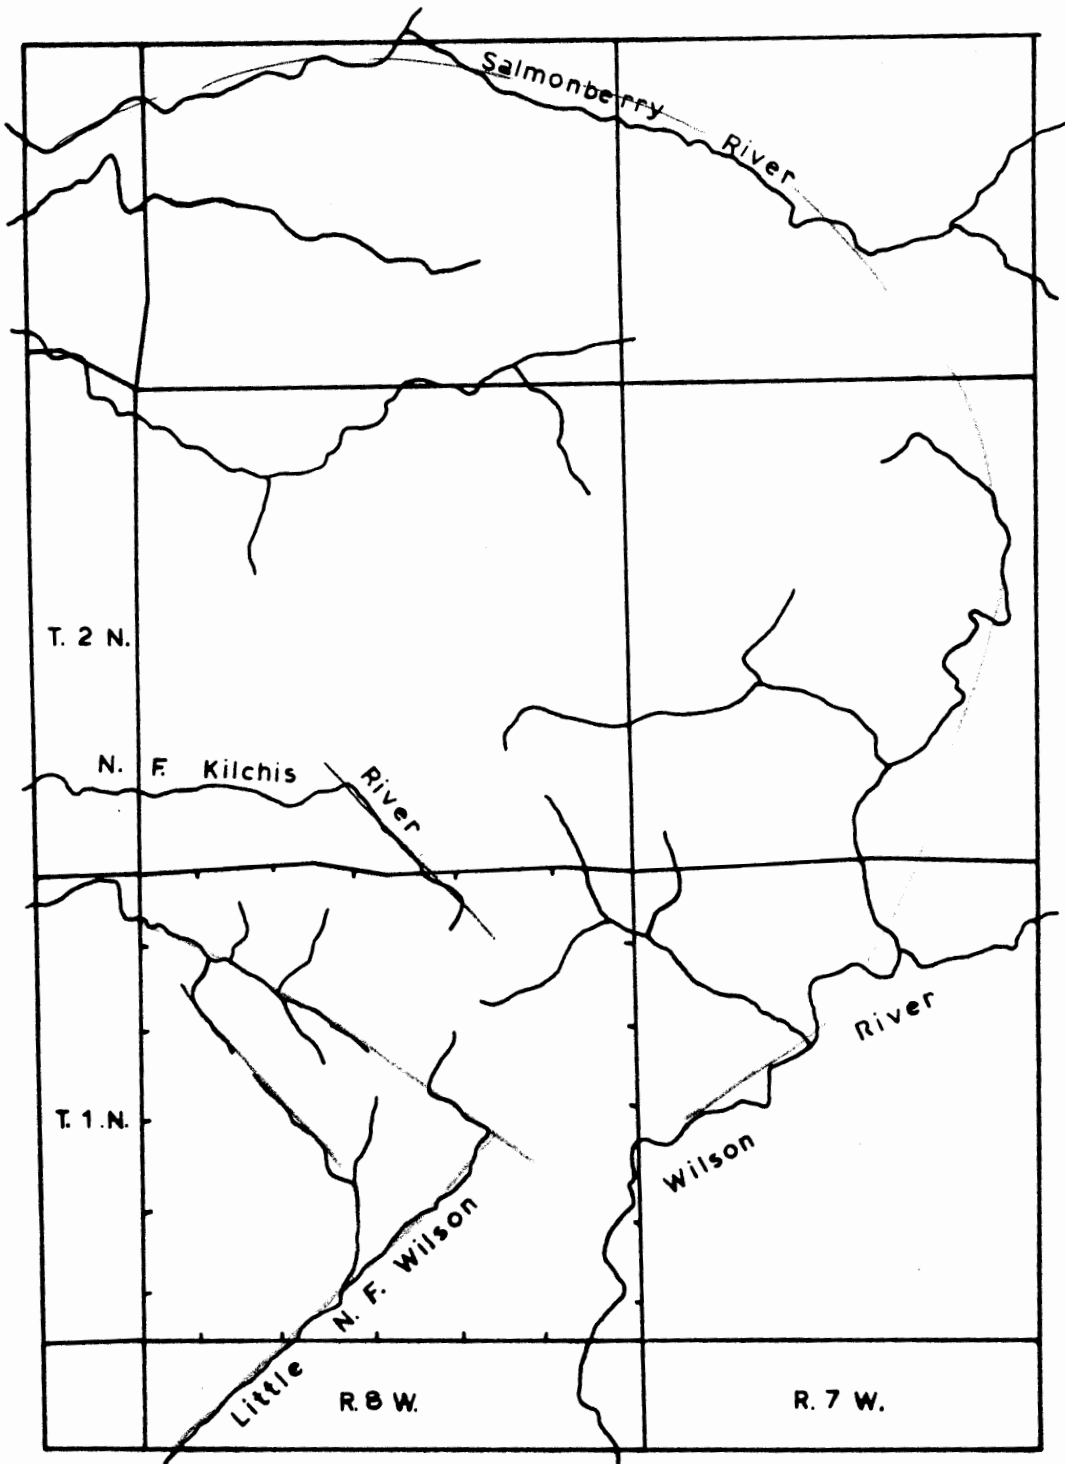 Salmonberry River
T. 2 N.
N. F. Kilchis River
River
Wilson
T. 1. N.
Little N. F. Wilson
R. 8 W.
R. 7 W.